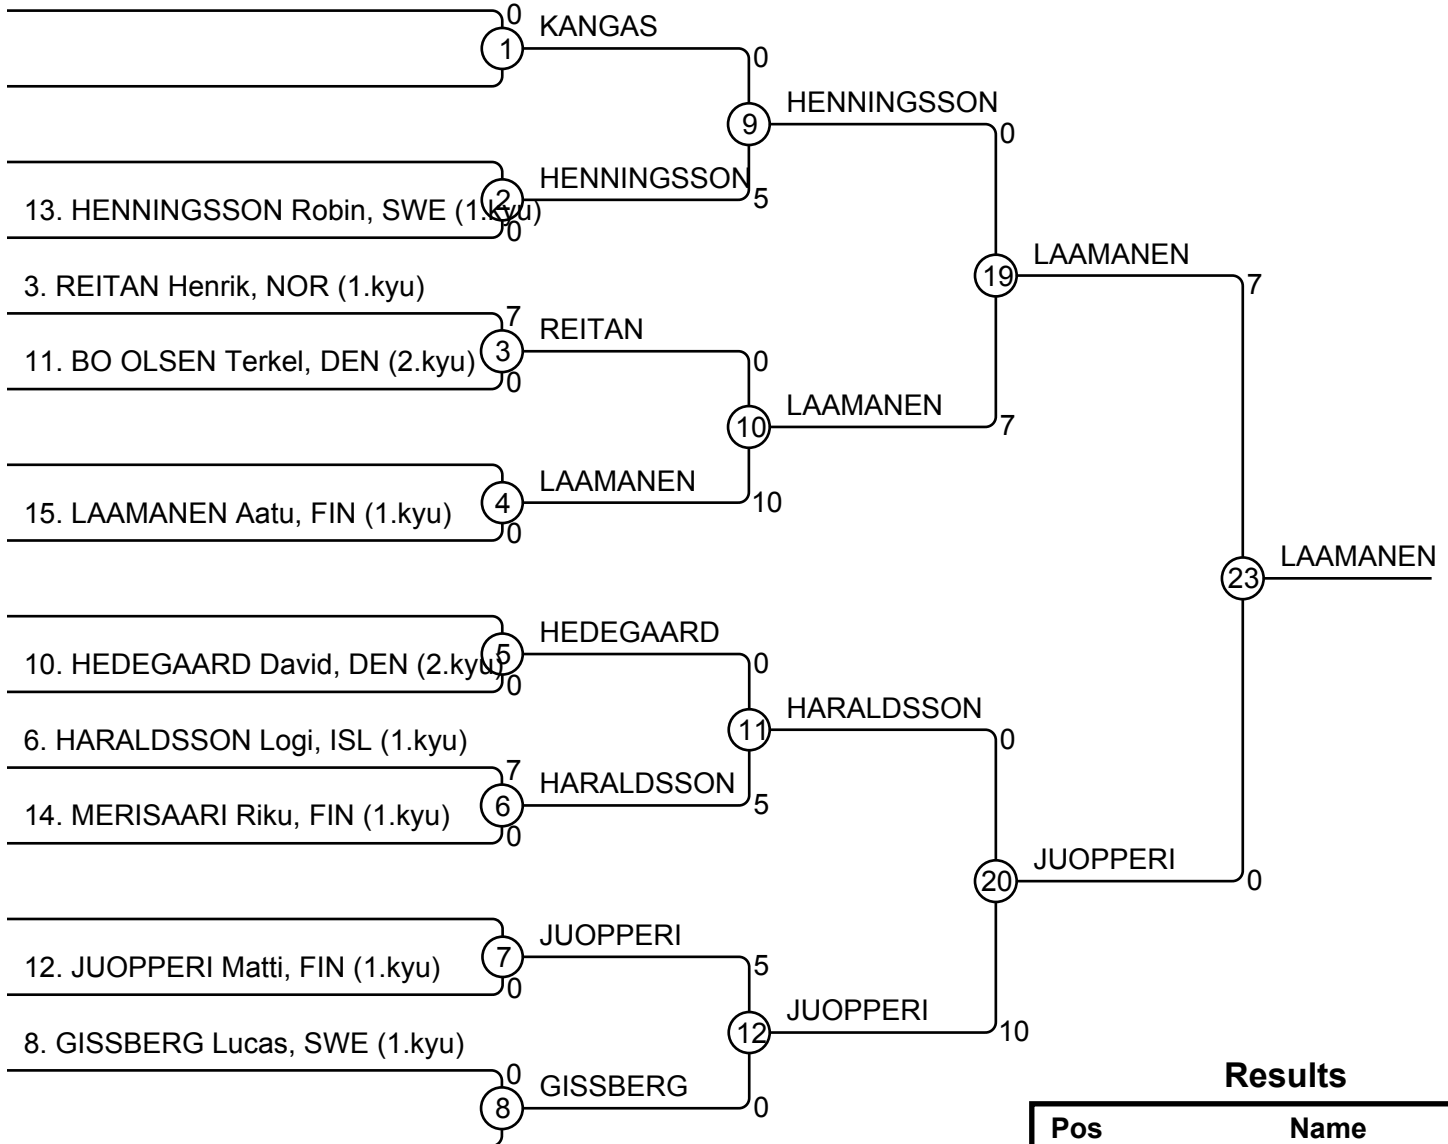 0
KANGAS
1
0
HENNINGSSON
9
0
HENNINGSSON
2
13. HENNINGSSON Robin, SWE (1.kyu)
5
0
LAAMANEN
19
7
3. REITAN Henrik, NOR (1.kyu)
7
REITAN
3
0
11. BO OLSEN Terkel, DEN (2.kyu)
0
LAAMANEN
10
7
LAAMANEN
4
10
15. LAAMANEN Aatu, FIN (1.kyu)
0
LAAMANEN
23
HEDEGAARD
5
0
10. HEDEGAARD David, DEN (2.kyu)
0
HARALDSSON
11
0
6. HARALDSSON Logi, ISL (1.kyu)
7
HARALDSSON
6
5
14. MERISAARI Riku, FIN (1.kyu)
0
JUOPPERI
20
0
JUOPPERI
7
5
12. JUOPPERI Matti, FIN (1.kyu)
0
JUOPPERI
12
10
8. GISSBERG Lucas, SWE (1.kyu)
0
GISSBERG
8
0
Results
Pos Name